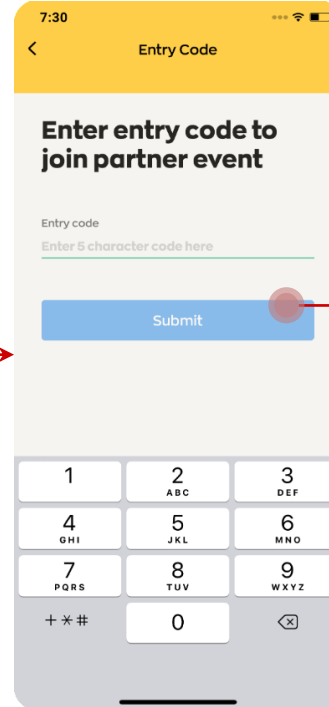 7:30
Entry Code
Enter entry code to
join partner event
Entry code
Enter 5 character code here
Submit
1
2
ABC
3
DEF
4
GHI
5
JKL
6
MNO
7
PQRS
8
TUV
9
WXYZ
+*#
0